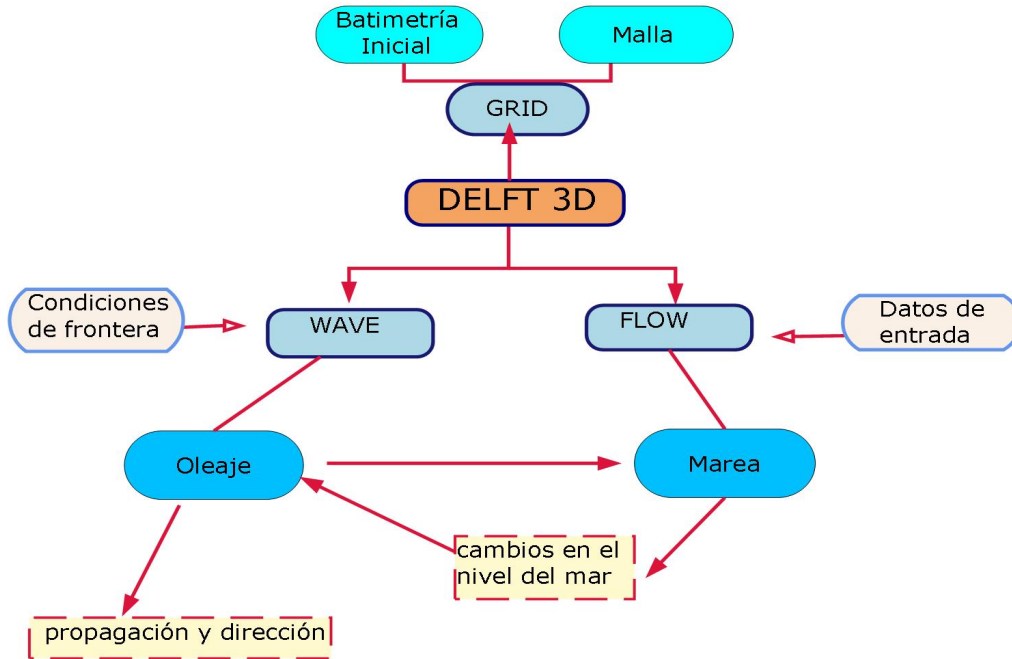 Batimetría
Inicial
Malla
GRID
DELFT 3D
Condiciones
de frontera
WAVE
FLOW
Datos de
entrada
Oleaje
Marea
cambios en el
nivel del mar
propagación y dirección